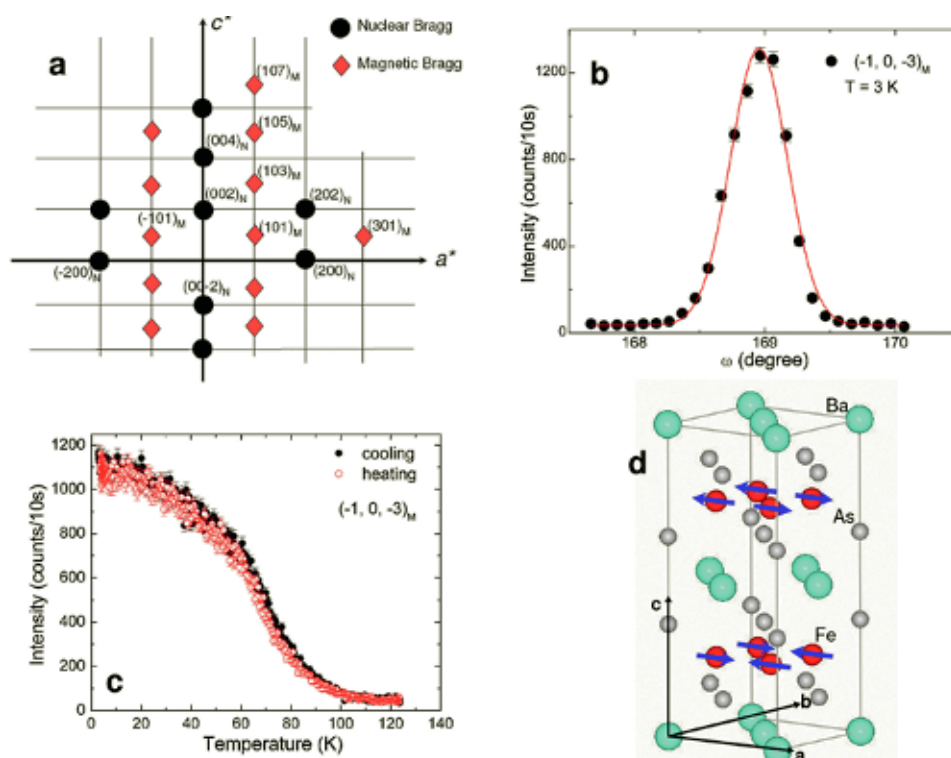 a
c*
Nuclear Bragg
Magnetic Bragg
(107)M
(105)M
(004)N
(103)M
(002)N
(202)N
(-101)M
(101)M
(301)M
a*
(-200)N
(200)N
(00-2)N
b
(-1, 0, -3)M
T = 3 K
Intensity (counts/10s)
1200
800
400
0
168
169
170
ω (degree)
c
cooling
heating
(-1, 0, -3)M
Intensity (counts/10s)
1200
1000
800
600
400
200
0
0
20
40
60
80
100
120
140
Temperature (K)
d
Ba
As
Fe
c
b
a